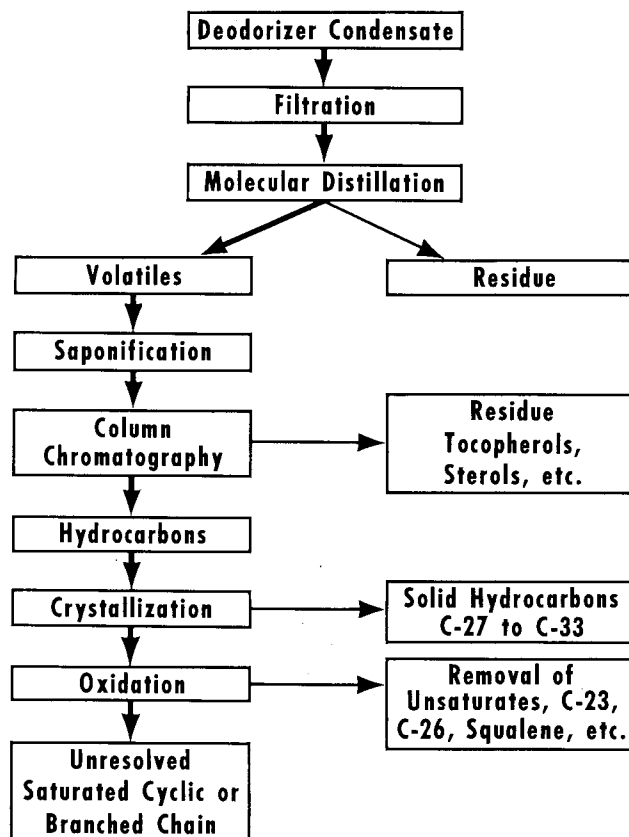 Deodorizer Condensate
Filtration
Molecular Distillation
Volatiles
Residue
Saponification
Column
Chromatography
Residue
Tocopherols,
Sterols, etc.
Hydrocarbons
Crystallization
Solid Hydrocarbons
C-27 to C-33
Oxidation
Removal of
Unsaturates, C-23,
C-26, Squalene, etc.
Unresolved
Saturated Cyclic or
Branched Chain